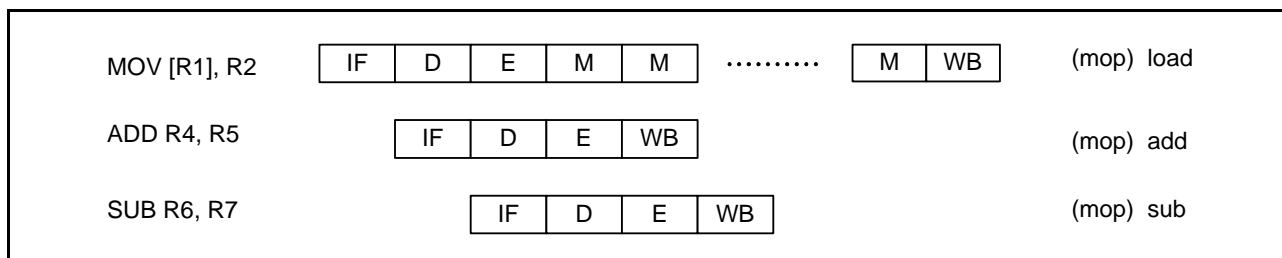 MOV [R1], R2 IF D E M M .......... M WB (mop) load
ADD R4, R5 IF D E WB (mop) add
SUB R6, R7 IF D E WB (mop) sub